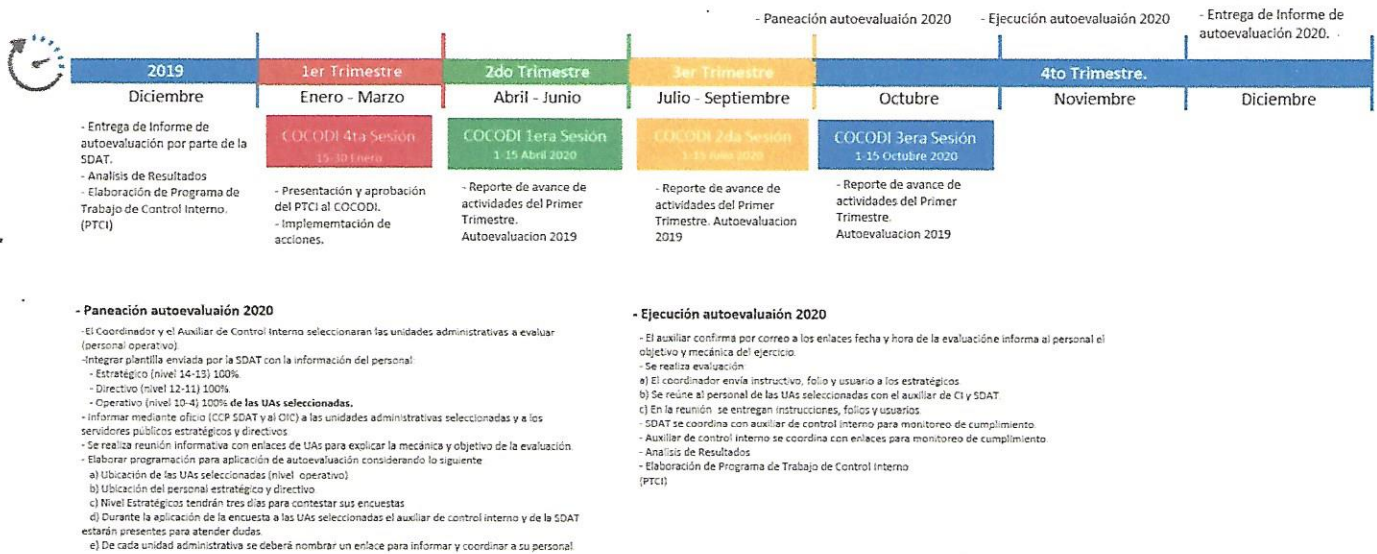 - Paneación autoevaluaión 2020
- Ejecución autoevaluaión 2020
- Entrega de Informe de
autoevaluación 2020.
2019
1er Trimestre
2do Trimestre
3er Trimestre
4to Trimestre.
Diciembre
Enero - Marzo
Abril - Junio
Julio - Septiembre
Octubre
Noviembre
Diciembre
- Entrega de Informe de
autoevaluación por parte de la
SDAT.
- Analisis de Resultados
- Elaboración de Programa de
Trabajo de Control Interno.
(PTCI)
COCODI 4ta Sesión
15-30 Enero
- Presentación y aprobación
del PTCI al COCODI.
- Implememtación de
acciones.
COCODI 1era Sesión
1-15 Abril 2020
- Reporte de avance de
actividades del Primer
Trimestre.
Autoevaluacion 2019
COCODI 2da Sesión
1-15 Julio 2020
- Reporte de avance de
actividades del Primer
Trimestre. Autoevaluacion
2019
COCODI 3era Sesión
1-15 Octubre 2020
- Reporte de avance de
actividades del Primer
Trimestre.
Autoevaluacion 2019
- Paneación autoevaluaión 2020
-El Coordinador y el Auxiliar de Control Interno seleccionaran las unidades administrativas a evaluar
(personal operativo).
-Integrar plantilla enviada por la SDAT con la información del personal:
- Estratégico (nivel 14-13) 100%.
- Directivo (nivel 12-11) 100%.
- Operativo (nivel 10-4) 100% de las UAs seleccionadas.
- Informar mediante oficio (CCP SDAT y al OIC) a las unidades administrativas seleccionadas y a los
servidores públicos estratégicos y directivos.
- Se realiza reunión informativa con enlaces de UAs para explicar la mecánica y objetivo de la evaluación.
- Elaborar programación para aplicación de autoevaluación considerando lo siguiente
a) Ubicación de las UAs seleccionadas (nivel operativo)
b) Ubicación del personal estratégico y directivo
c) Nivel Estratégicos tendrán tres días para contestar sus encuestas
d) Durante la aplicación de la encuesta a las UAs seleccionadas el auxiliar de control interno y de la SDAT
estarán presentes para atender dudas.
e) De cada unidad administrativa se deberá nombrar un enlace para informar y coordinar a su personal.
- Ejecución autoevaluaión 2020
- El auxiliar confirma por correo a los enlaces fecha y hora de la evaluacióne informa al personal el
objetivo y mecánica del ejercicio.
- Se realiza evaluación:
a) El coordinador envía instructivo, folio y usuario a los estratégicos.
b) Se reúne al personal de las UAs seleccionadas con el auxiliar de CI y SDAT.
c) En la reunión se entregan instrucciones, folios y usuarios.
- SDAT se coordina con auxiliar de control interno para monitoreo de cumplimiento.
- Auxiliar de control interno se coordina con enlaces para monitoreo de cumplimiento.
- Analisis de Resultados
- Elaboración de Programa de Trabajo de Control Interno
(PTCI)